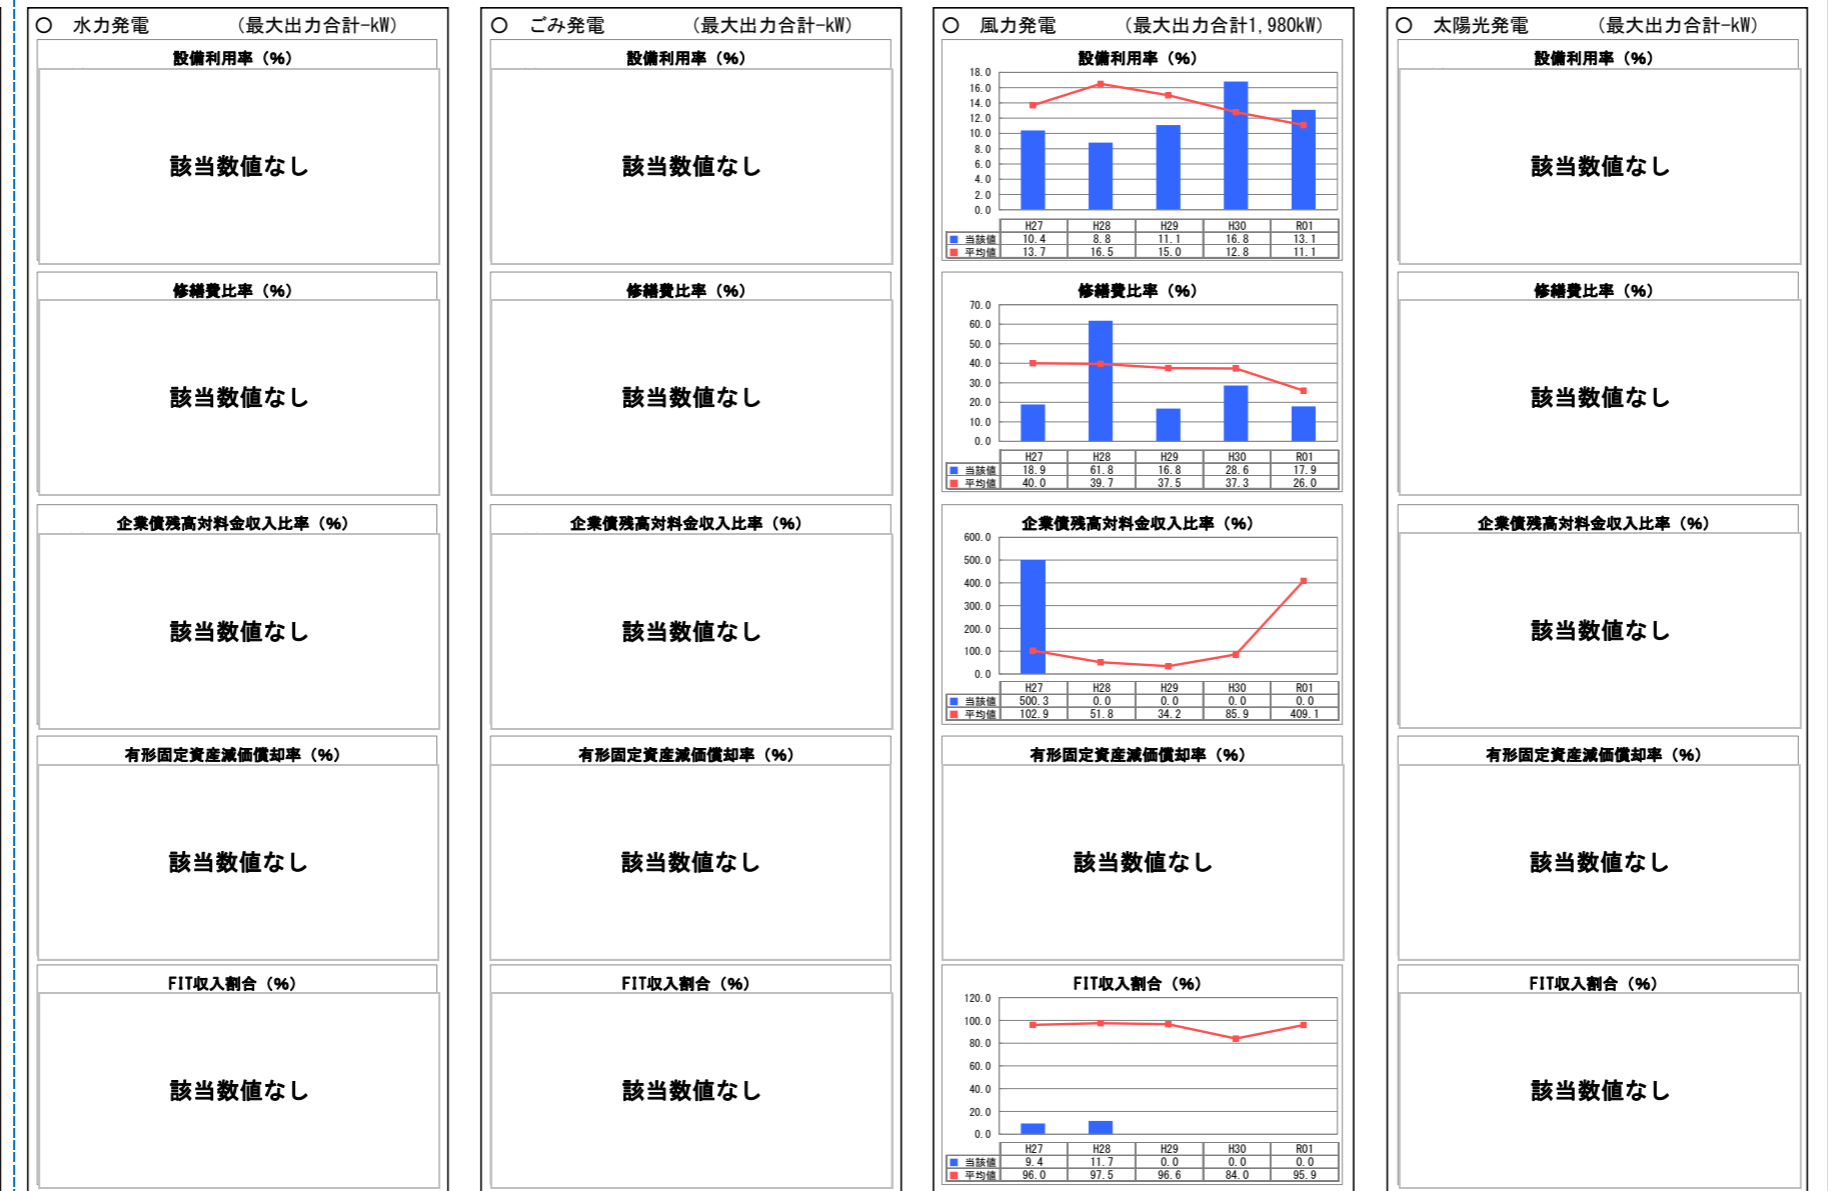 ○ 水力発電 (最大出力合計-kW)
設備利用率（%）
該当数値なし
修繕費比率（%）
該当数値なし
企業債残高対料金収入比率（%）
該当数値なし
有形固定資産減価償却率（%）
該当数値なし
FIT収入割合（%）
該当数値なし
○ ごみ発電 (最大出力合計-kW)
設備利用率（%）
該当数値なし
修繕費比率（%）
該当数値なし
企業債残高対料金収入比率（%）
該当数値なし
有形固定資産減価償却率（%）
該当数値なし
FIT収入割合（%）
該当数値なし
○ 風力発電 (最大出力合計1,980kW)
設備利用率（%）
18.0
16.0
14.0
12.0
10.0
8.0
6.0
4.0
2.0
0.0
H27 H28 H29 H30 R01
当該値 10.4 8.8 11.1 16.8 13.1
平均値 13.7 16.5 15.0 12.8 11.1
修繕費比率（%）
70.0
60.0
50.0
40.0
30.0
20.0
10.0
0.0
H27 H28 H29 H30 R01
当該値 18.9 61.8 16.8 28.6 17.9
平均値 40.0 39.7 37.5 37.3 26.0
企業債残高対料金収入比率（%）
600.0
500.0
400.0
300.0
200.0
100.0
0.0
H27 H28 H29 H30 R01
当該値 500.3 0.0 0.0 0.0 0.0
平均値 102.9 51.8 34.2 85.9 409.1
有形固定資産減価償却率（%）
該当数値なし
FIT収入割合（%）
120.0
100.0
80.0
60.0
40.0
20.0
0.0
H27 H28 H29 H30 R01
当該値 9.4 11.7 0.0 0.0 0.0
平均値 96.0 97.5 96.6 84.0 95.9
○ 太陽光発電 (最大出力合計-kW)
設備利用率（%）
該当数値なし
修繕費比率（%）
該当数値なし
企業債残高対料金収入比率（%）
該当数値なし
有形固定資産減価償却率（%）
該当数値なし
FIT収入割合（%）
該当数値なし